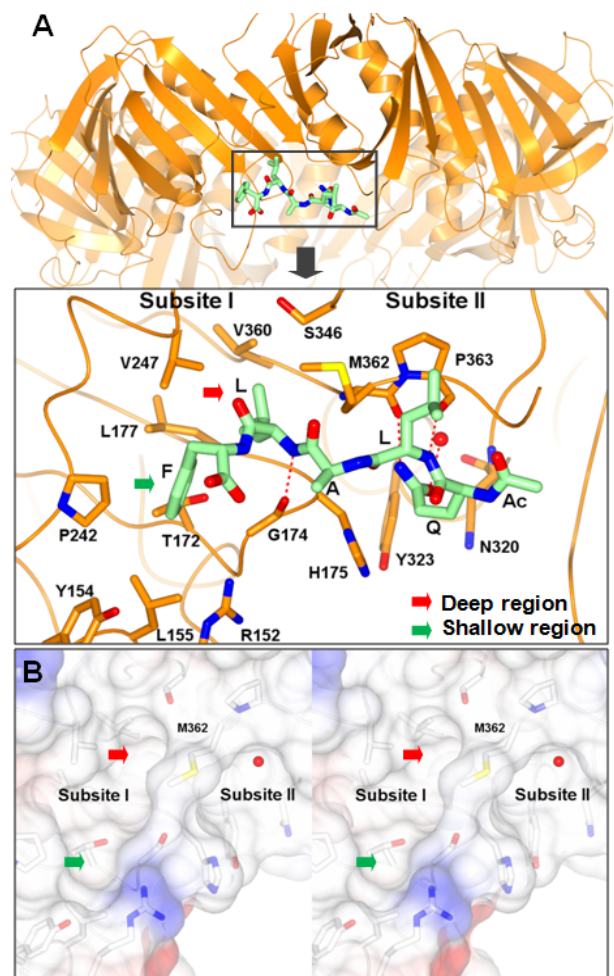 A
Subsite I Subsite II
S346
V360
M362 P363
V247
L
L177
L
F
A
Ac
Q
P242
T172 G174
N320
Y323
H175
Y154
L155 R152
Deep region
Shallow region
B
M362 M362
Subsite I Subsite II Subsite I Subsite II